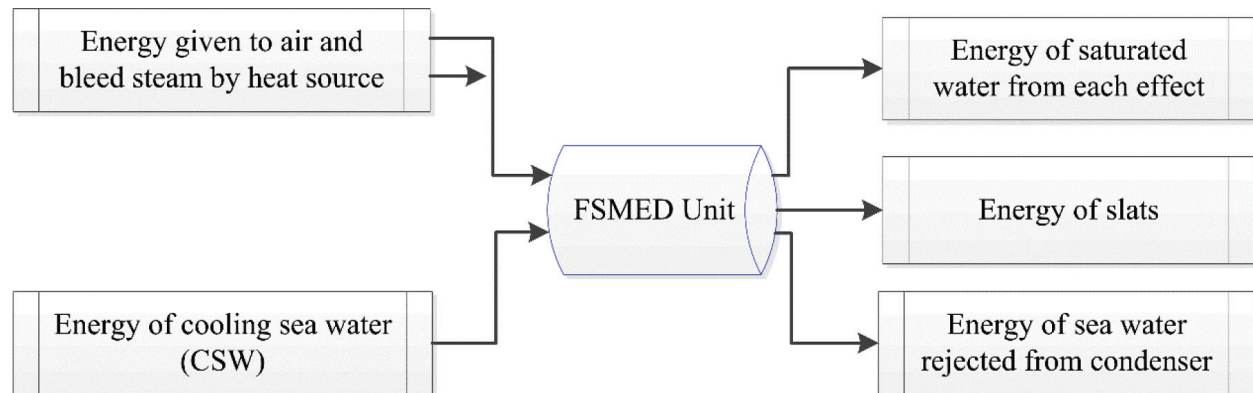 Energy given to air and
bleed steam by heat source
Energy of cooling sea water
(CSW)
FSMED Unit
Energy of saturated
water from each effect
Energy of slats
Energy of sea water
rejected from condenser